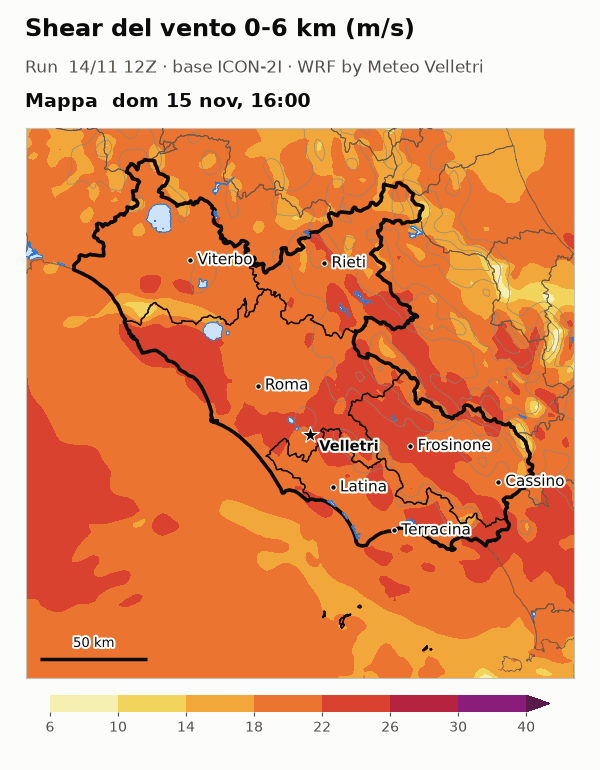 Shear del vento 0-6 km (m/s)
Run 14/11 12Z · base ICON-2I · WRF by Meteo Velletri
Mappa dom 15 nov, 16:00
Viterbo
Rieti
Roma
Velletri
Frosinone
Latina
Cassino
Terracina
50 km
6 10 14 18 22 26 30 40